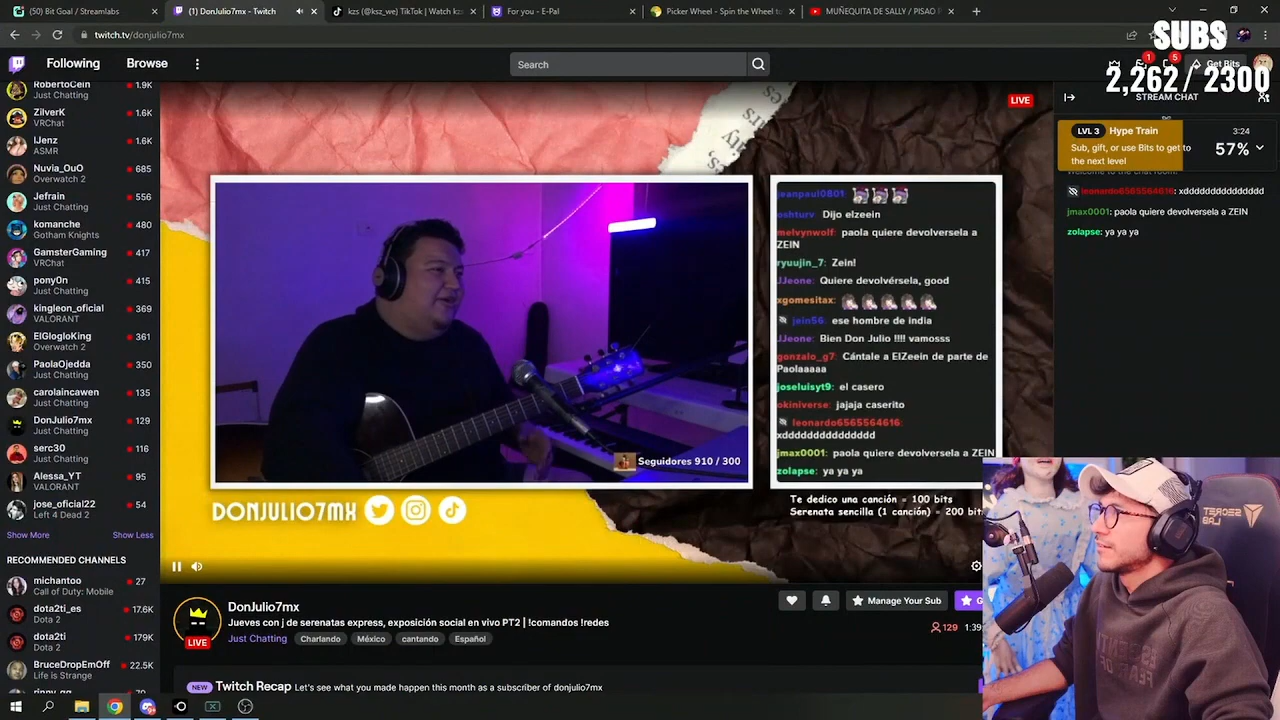 (50) Bit Goal / Streamlabs
(1) DonJulio7mx - Twitch
kzs (@ksz_we) TikTok | Watch kzs
For you - E-Pal
Picker Wheel - Spin the Wheel to
MUÑEQUITA DE SALLY / PISAO
twitch.tv/donjulio7mx
SUBS
2,262 / 2300
Following
Browse
Search
1
5
Get Bits
RobertoCein
1.9K
Just Chatting
ZilverK
1.6K
VRChat
IJenz
1.6K
ASMR
Nuvia_OuO
685
Overwatch 2
Jefrain
556
Just Chatting
komanche
480
Gotham Knights
GamsterGaming
417
VRChat
pony0n
415
Just Chatting
kingleon_oficial
369
VALORANT
ElGlogloKing
361
Overwatch 2
PaolaOjedda
350
Just Chatting
carolaincawen
135
Just Chatting
DonJulio7mx
129
Just Chatting
serc30
116
Just Chatting
Alessa_YT
95
VALORANT
jose_oficial22
54
Left 4 Dead 2
Show More
Show Less
RECOMMENDED CHANNELS
michantoo
27
Call of Duty: Mobile
dota2ti_es
17.6K
Dota 2
dota2ti
179K
Dota 2
BruceDropEmOff
22.5K
Life is Strange
LIVE
jeanpaul0801
oshturv: Dijo elzeein
melvynwolf: paola quiere devolversela a
ZEIN
ryuujin_7: Zein!
JJeone: Quiere devolvérsela, good
xgomesitax:
jein56: ese hombre de india
JJeone: Bien Don Julio !!!! vamosss
gonzalo_g7: Cántale a ElZeein de parte de
Paolaaaaa
joseluisyt9: el casero
okiniverse: jajaja caserito
leonardo6565564616:
xddddddddddddddd
jmax0001: paola quiere devolversela a ZEIN
zolapse: ya ya ya
Seguidores 910 / 300
DONJULIO7MX
Te dedico una canción = 100 bits
Serenata sencilla (1 canción) = 200 bits
STREAM CHAT
LVL 3
Hype Train
3:24
Sub, gift, or use Bits to get to
the next level
57%
leonardo6565564616: xddddddddddddddd
jmax0001: paola quiere devolversela a ZEIN
zolapse: ya ya ya
SECRET
LAB
DonJulio7mx
Jueves con j de serenatas express, exposición social en vivo PT2 | !comandos !redes
Just Chatting
Charlando
México
cantando
Español
LIVE
Manage Your Sub
129
1:39
NEW
Twitch Recap
Let's see what you made happen this month as a subscriber of donjulio7mx